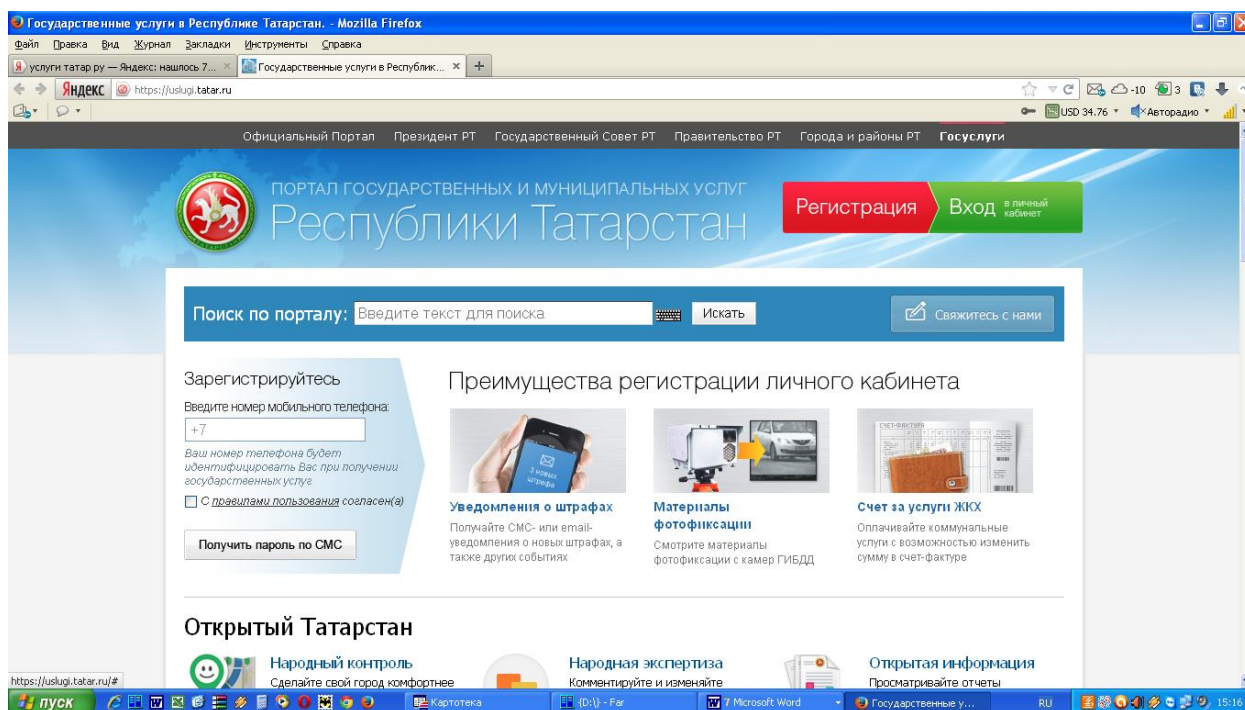 Государственные услуги в Республике Татарстан. - Mozilla Firefox
Файл Правка Вид Журнал Закладки Инструменты Справка
услуги татар ру — Яндекс: нашлось 7... Государственные услуги в Республик...
Яндекс https://uslugi.tatar.ru -10 3
USD 34.76 Авторадио
Официальный Портал Президент РТ Государственный Совет РТ Правительство РТ Города и районы РТ Госуслуги
ПОРТАЛ ГОСУДАРСТВЕННЫХ И МУНИЦИПАЛЬНЫХ УСЛУГ
Республики Татарстан
Регистрация Вход в личный кабинет
Поиск по порталу: Введите текст для поиска Искать Свяжитесь с нами
Зарегистрируйтесь
Введите номер мобильного телефона:
+7
Ваш номер телефона будет
идентифицировать Вас при получении
государственных услуг
С правилами пользования согласен(а)
Получить пароль по СМС
Преимущества регистрации личного кабинета
3 новых
штрафа
СЧЕТ-ФАКТУРА
Уведомления о штрафах
Получайте СМС- или email-
уведомления о новых штрафах, а
также других событиях
Материалы
фотофиксации
Смотрите материалы
фотофиксации с камер ГИБДД
Счет за услуги ЖКХ
Оплачивайте коммунальные
услуги с возможностью изменить
сумму в счет-фактуре
Открытый Татарстан
Народный контроль
Сделайте свой город комфортнее
Народная экспертиза
Комментируйте и изменяйте
Открытая информация
Просматривайте отчеты
https://uslugi.tatar.ru/#
пуск Картотека {D:\} - Far 7 Microsoft Word Государственные у... RU 15:16